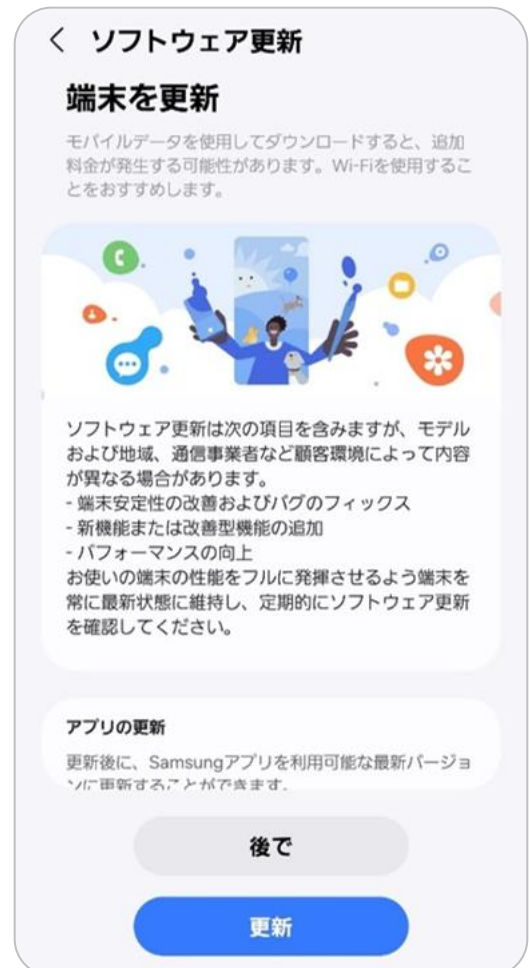 ソフトウェア更新
端末を更新
モバイルデータを使用してダウンロードすると、追加
料金が発生する可能性があります。Wi-Fiを使用するこ
とをおすすめします。
ソフトウェア更新は次の項目を含みますが、モデル
および地域、通信事業者など顧客環境によって内容
が異なる場合があります。
- 端末安定性の改善およびバグのフィックス
- 新機能または改善型機能の追加
- パフォーマンスの向上
お使いの端末の性能をフルに発揮させるよう端末を
常に最新状態に維持し、定期的にソフトウェア更新
を確認してください。
アプリの更新
更新後に、Samsungアプリを利用可能な最新バージョ
ンに更新することができます。
後で
更新